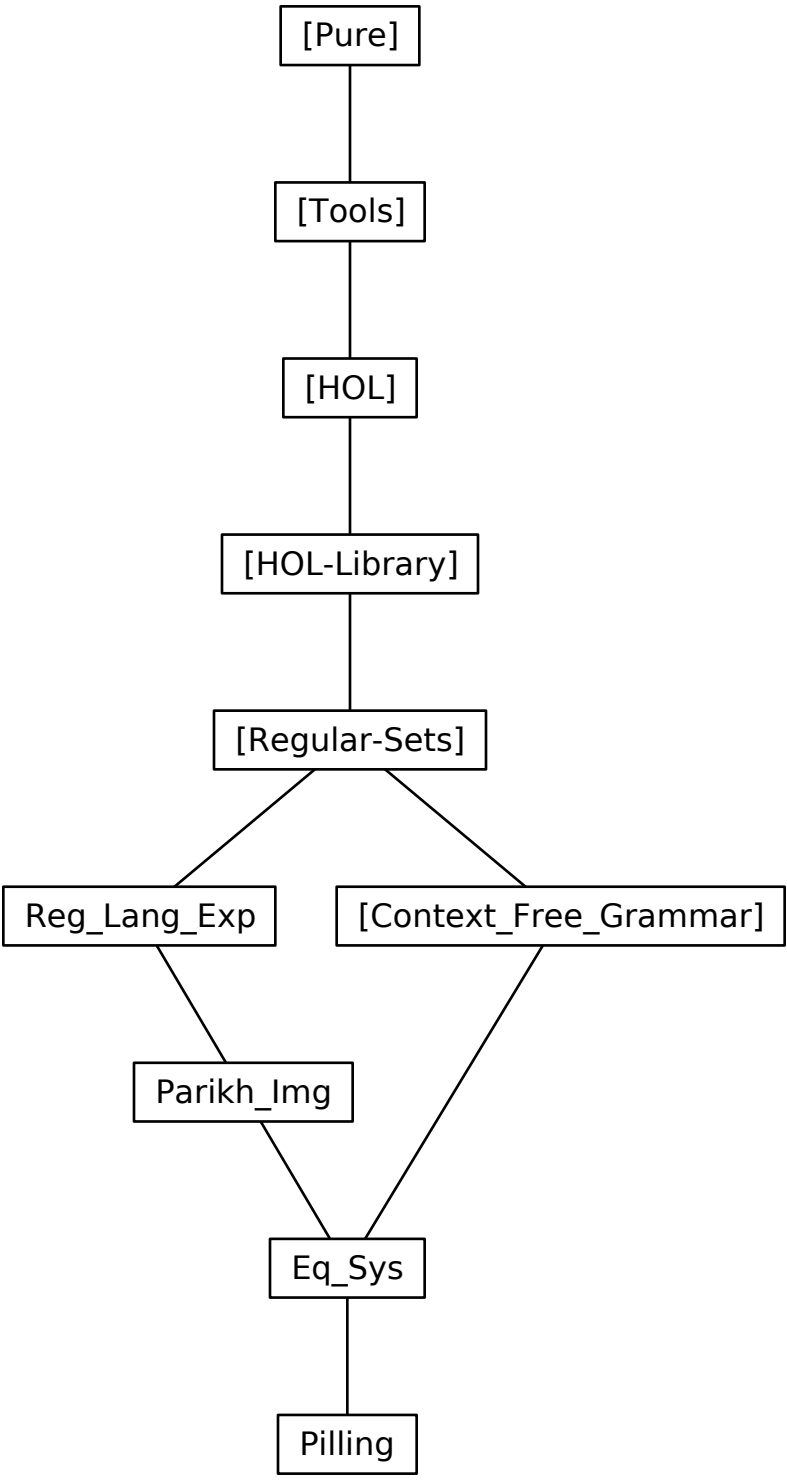 [Pure]
[Tools]
[HOL]
[HOL-Library]
[Regular-Sets]
Reg_Lang_Exp
[Context_Free_Grammar]
Parikh_Img
Eq_Sys
Pilling